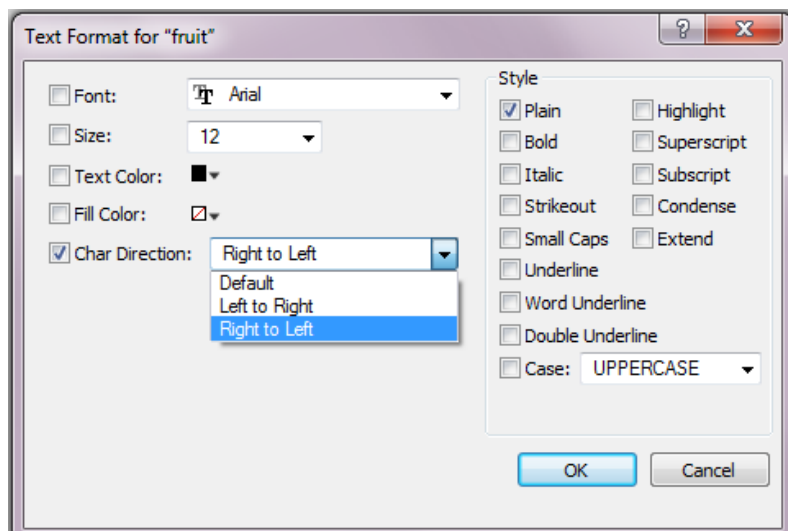 Text Format for “fruit”
?
X
Font:
Tr Arial
Size:
12
Text Color:
Fill Color:
Char Direction:
Right to Left
Default
Left to Right
Right to Left
Style
Plain
Highlight
Bold
Superscript
Italic
Subscript
Strikeout
Condense
Small Caps
Extend
Underline
Word Underline
Double Underline
Case:
UPPERCASE
OK
Cancel